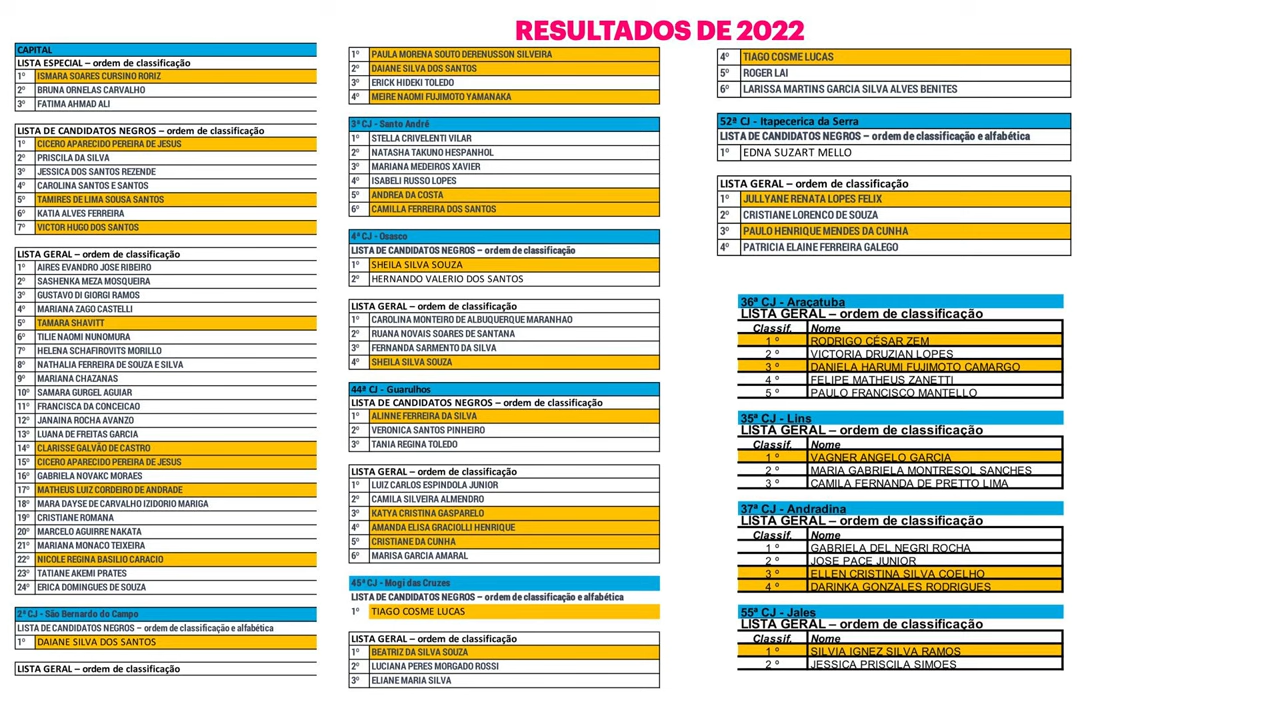 RESULTADOS DE 2022
CAPITAL
LISTA ESPECIAL – ordem de classificação
1º ISMARA SOARES CURSINO RORIZ
2º BRUNA ORNELAS CARVALHO
3º FATIMA AHMAD ALI
LISTA DE CANDIDATOS NEGROS – ordem de classificação
1º CICERO APARECIDO PEREIRA DE JESUS
2º PRISCILA DA SILVA
3º JESSICA DOS SANTOS REZENDE
4º CAROLINA SANTOS E SANTOS
5º TAMIRES DE LIMA SOUSA SANTOS
6º KATIA ALVES FERREIRA
7º VICTOR HUGO DOS SANTOS
LISTA GERAL – ordem de classificação
1º AIRES EVANDRO JOSE RIBEIRO
2º SASHENKA MEZA MOSQUEIRA
3º GUSTAVO DI GIORGI RAMOS
4º MARIANA ZAGO CASTELLI
5º TAMARA SHAVITT
6º TILIE NAOMI NUNOMURA
7º HELENA SCHAFIROVITS MORILLO
8º NATHALIA FERREIRA DE SOUZA E SILVA
9º MARIANA CHAZANAS
10º SAMARA GURGEL AGUIAR
11º FRANCISCA DA CONCEICAO
12º JANAINA ROCHA AVANZO
13º LUANA DE FREITAS GARCIA
14º CLARISSE GALVÃO DE CASTRO
15º CICERO APARECIDO PEREIRA DE JESUS
16º GABRIELA NOVAKC MORAES
17º MATHEUS LUIZ CORDEIRO DE ANDRADE
18º MARA DAYSE DE CARVALHO IZIDORIO MARIGA
19º CRISTIANE ROMANA
20º MARCELO AGUIRRE NAKATA
21º MARIANA MONACO TEIXEIRA
22º NICOLE REGINA BASILIO CARACIO
23º TATIANE AKEMI PRATES
24º ERICA DOMINGUES DE SOUZA
2ª CJ - São Bernardo do Campo
LISTA DE CANDIDATOS NEGROS – ordem de classificação e alfabética
1º DAIANE SILVA DOS SANTOS
LISTA GERAL – ordem de classificação
1º PAULA MORENA SOUTO DERENUSSON SILVEIRA
2º DAIANE SILVA DOS SANTOS
3º ERICK HIDEKI TOLEDO
4º MEIRE NAOMI FUJIMOTO YAMANAKA
3ª CJ - Santo André
1º STELLA CRIVELENTI VILAR
2º NATASHA TAKUNO HESPANHOL
3º MARIANA MEDEIROS XAVIER
4º ISABELI RUSSO LOPES
5º ANDREA DA COSTA
6º CAMILLA FERREIRA DOS SANTOS
4ª CJ - Osasco
LISTA DE CANDIDATOS NEGROS – ordem de classificação
1º SHEILA SILVA SOUZA
2º HERNANDO VALERIO DOS SANTOS
LISTA GERAL – ordem de classificação
1º CAROLINA MONTEIRO DE ALBUQUERQUE MARANHAO
2º RUANA NOVAIS SOARES DE SANTANA
3º FERNANDA SARMENTO DA SILVA
4º SHEILA SILVA SOUZA
44ª CJ - Guarulhos
LISTA DE CANDIDATOS NEGROS – ordem de classificação
1º ALINNE FERREIRA DA SILVA
2º VERONICA SANTOS PINHEIRO
3º TANIA REGINA TOLEDO
LISTA GERAL – ordem de classificação
1º LUIZ CARLOS ESPINDOLA JUNIOR
2º CAMILA SILVEIRA ALMENDRO
3º KATYA CRISTINA GASPARELO
4º AMANDA ELISA GRACIOLLI HENRIQUE
5º CRISTIANE DA CUNHA
6º MARISA GARCIA AMARAL
45ª CJ - Mogi das Cruzes
LISTA DE CANDIDATOS NEGROS – ordem de classificação e alfabética
1º TIAGO COSME LUCAS
LISTA GERAL – ordem de classificação
1º BEATRIZ DA SILVA SOUZA
2º LUCIANA PERES MORGADO ROSSI
3º ELIANE MARIA SILVA
4º TIAGO COSME LUCAS
5º ROGER LAI
6º LARISSA MARTINS GARCIA SILVA ALVES BENITES
52ª CJ - Itapecerica da Serra
LISTA DE CANDIDATOS NEGROS – ordem de classificação e alfabética
1º EDNA SUZART MELLO
LISTA GERAL – ordem de classificação
1º JULLYANE RENATA LOPES FELIX
2º CRISTIANE LORENCO DE SOUZA
3º PAULO HENRIQUE MENDES DA CUNHA
4º PATRICIA ELAINE FERREIRA GALEGO
36ª CJ - Araçatuba
LISTA GERAL – ordem de classificação
Classif. Nome
1 º RODRIGO CÉSAR ZEM
2 º VICTORIA DRUZIAN LOPES
3 º DANIELA HARUMI FUJIMOTO CAMARGO
4 º FELIPE MATHEUS ZANETTI
5 º PAULO FRANCISCO MANTELLO
35ª CJ - Lins
LISTA GERAL – ordem de classificação
Classif. Nome
1 º VAGNER ANGELO GARCIA
2 º MARIA GABRIELA MONTRESOL SANCHES
3 º CAMILA FERNANDA DE PRETTO LIMA
37ª CJ - Andradina
LISTA GERAL – ordem de classificação
Classif. Nome
1 º GABRIELA DEL NEGRI ROCHA
2 º JOSE PACE JUNIOR
3 º ELLEN CRISTINA SILVA COELHO
4 º DARINKA GONZALES RODRIGUES
55ª CJ - Jales
LISTA GERAL – ordem de classificação
Classif. Nome
1 º SILVIA IGNEZ SILVA RAMOS
2 º JESSICA PRISCILA SIMOES